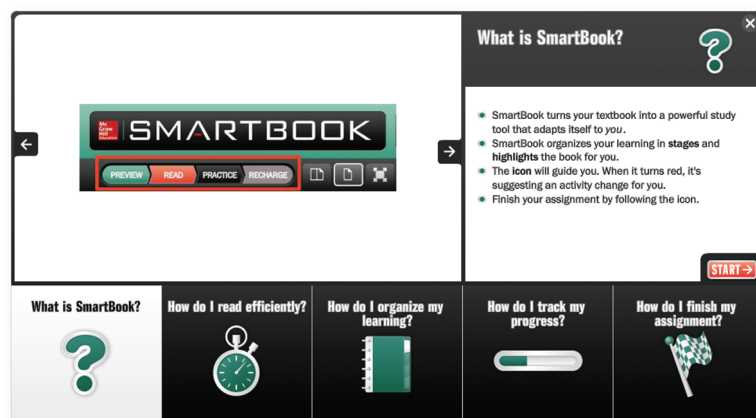 What is SmartBook?
Mc
Graw
Hill
Education
SMARTBOOK
PREVIEW
READ
PRACTICE
RECHARGE
SmartBook turns your textbook into a powerful study
tool that adapts itself to you.
SmartBook organizes your learning in stages and
highlights the book for you.
The icon will guide you. When it turns red, it's
suggesting an activity change for you.
Finish your assignment by following the icon.
START
What is SmartBook?
How do I read efficiently?
How do I organize my
learning?
How do I track my
progress?
How do I finish my
assignment?